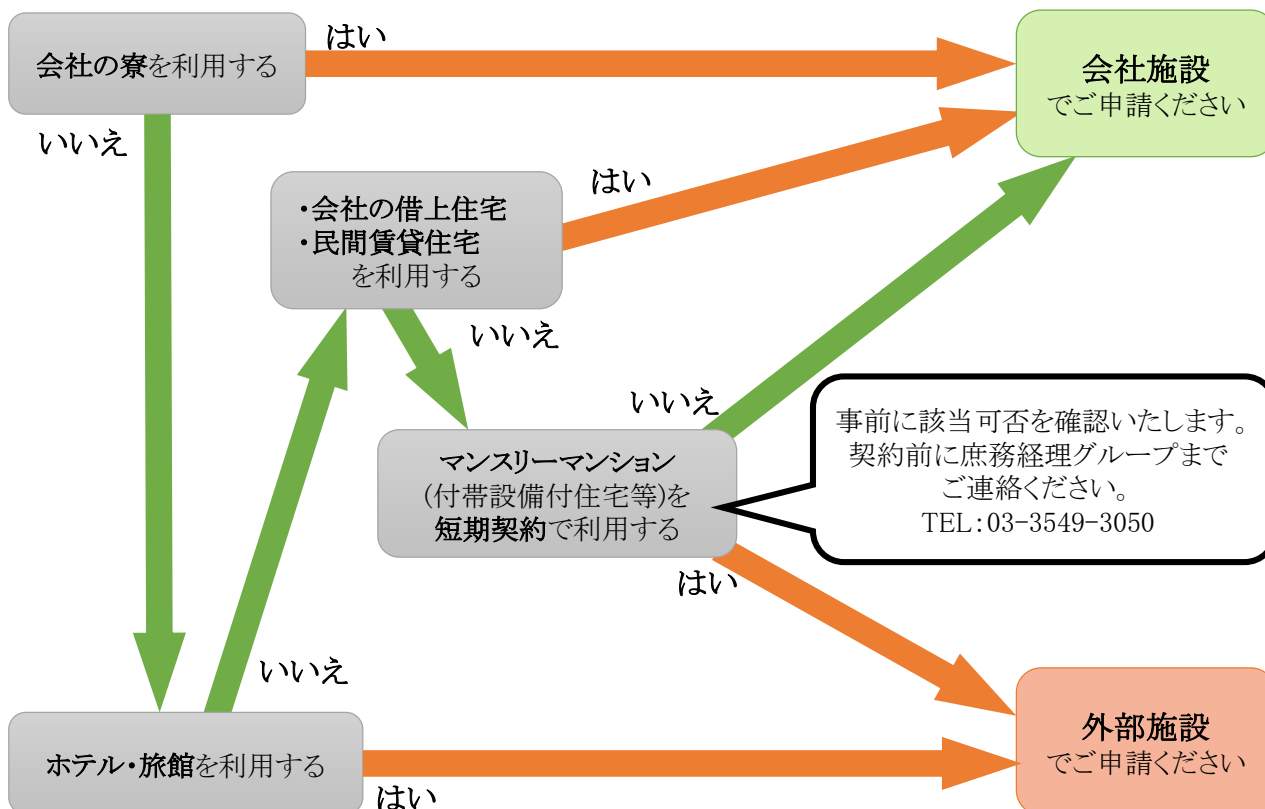 会社の寮を利用する
はい
会社施設
でご申請ください
いいえ
・会社の借上住宅
・民間賃貸住宅
を利用する
はい
いいえ
マンスリーマンション
(付帯設備付住宅等)を
短期契約で利用する
いいえ
事前に該当可否を確認いたします。
契約前に庶務経理グループまで
ご連絡ください。
TEL:03-3549-3050
はい
いいえ
ホテル・旅館を利用する
はい
外部施設
でご申請ください